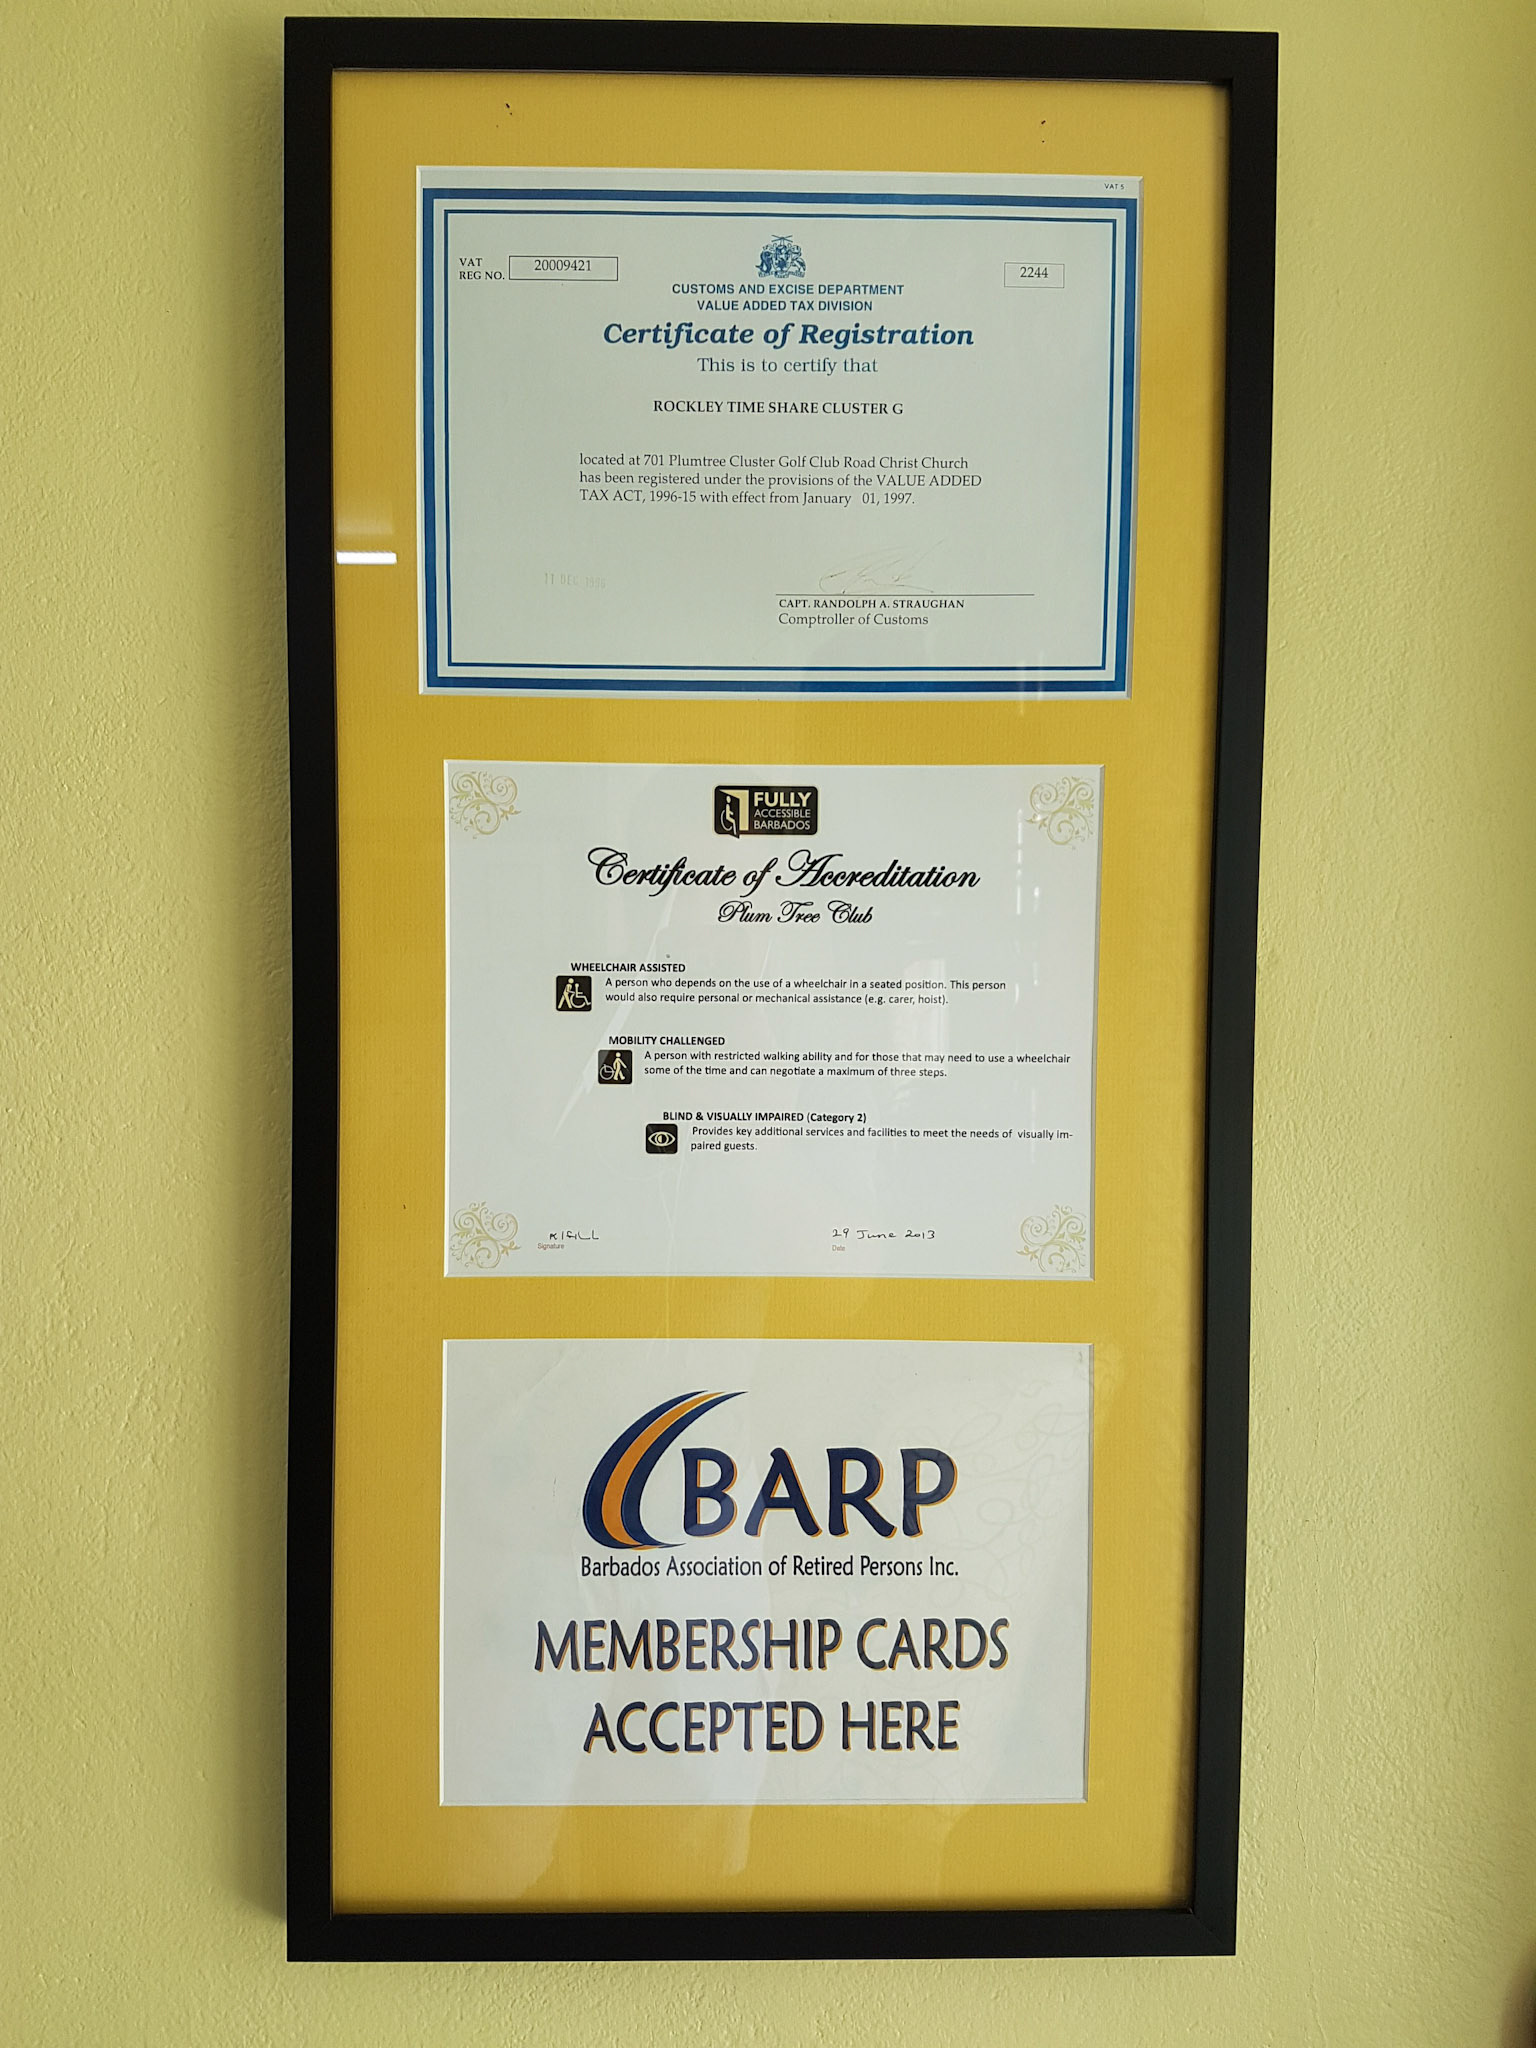 VAT 5
VAT
REG NO. 20009421
2244
CUSTOMS AND EXCISE DEPARTMENT
VALUE ADDED TAX DIVISION
Certificate of Registration
This is to certify that
ROCKLEY TIME SHARE CLUSTER G
located at 701 Plumtree Cluster Golf Club Road Christ Church
has been registered under the provisions of the VALUE ADDED
TAX ACT, 1996-15 with effect from January 01, 1997.
11 DEC 1996
CAPT. RANDOLPH A. STRAUGHAN
Comptroller of Customs
FULLY
ACCESSIBLE
BARBADOS
Certificate of Accreditation
Plum Tree Club
WHEELCHAIR ASSISTED
A person who depends on the use of a wheelchair in a seated position. This person
would also require personal or mechanical assistance (e.g. carer, hoist).
MOBILITY CHALLENGED
A person with restricted walking ability and for those that may need to use a wheelchair
some of the time and can negotiate a maximum of three steps.
BLIND & VISUALLY IMPAIRED (Category 2)
Provides key additional services and facilities to meet the needs of visually im-
paired guests.
29 June 2013
Signature
Date
BARP
Barbados Association of Retired Persons Inc.
MEMBERSHIP CARDS
ACCEPTED HERE